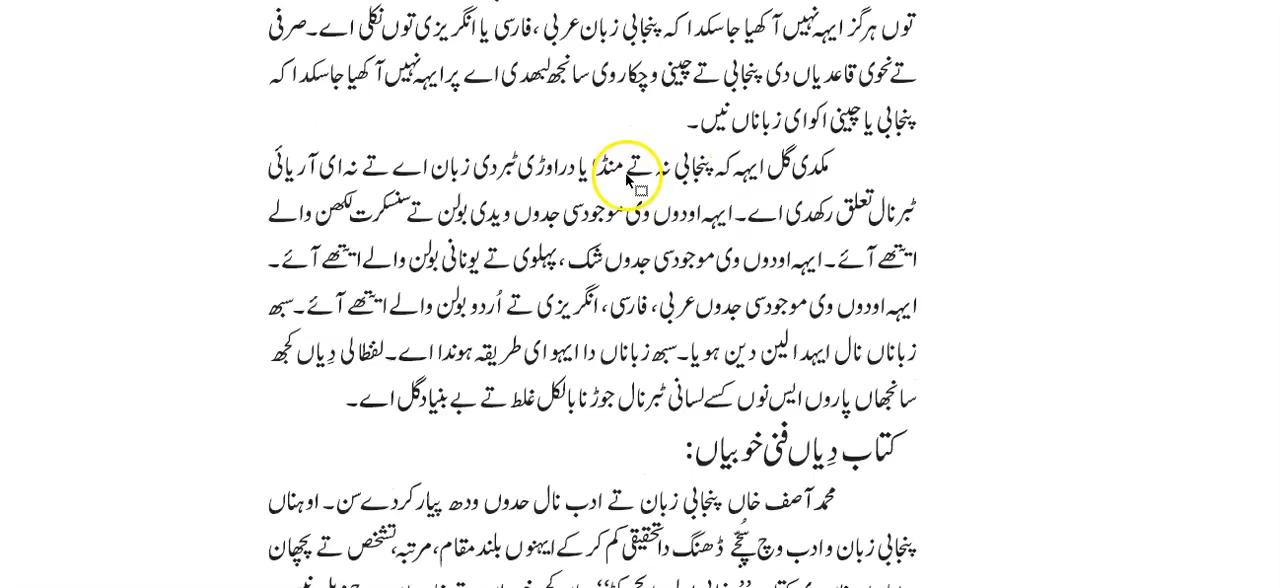 توں ہرگز ایہہ نہیں آکھیا جا سکدا کہ پنجابی زبان عربی، فارسی یا انگریزی توں نکلی اے۔ صرفی
تے نحوی قاعدیاں دی پنجابی تے چینی وچکار وی سانجھ لبھدی اے پر ایہہ نہیں آکھیا جا سکدا کہ
پنجابی یا چینی اکو ای زباناں نیں۔
مکدی گل ایہہ کہ پنجابی نہ تے منڈا یا دراوڑی ٹبر دی زبان اے تے نہ ای آریائی
ٹبر نال تعلق رکھدی اے۔ ایہہ اودوں وی موجود سی جدوں ویدی بولن تے سنسکرت لکھن والے
ایتھے آئے۔ ایہہ اودوں وی موجود سی جدوں شک، پہلوی تے یونانی بولن والے ایتھے آئے۔
ایہہ اودوں وی موجود سی جدوں عربی، فارسی، انگریزی تے اُردو بولن والے ایتھے آئے۔ سبھ
زباناں نال ایہدا لین دین ہویا۔ سبھ زباناں دا ایہو ای طریقہ ہوندا اے۔ لفظالی دِیاں کجھ
سانجھاں پاروں ایس نوں کسے لسانی ٹبر نال جوڑنا بالکل غلط تے بے بنیاد گل اے۔
کتاب دِیاں فنی خوبیاں:
محمد آصف خاں پنجابی زبان تے ادب نال حدوں ودھ پیار کردے سن۔ اوہناں
پنجابی زبان و ادب وچ سُچّے ڈھنگ دا تحقیقی کم کر کے ایہنوں بلند مقام، مرتبہ، تشخص تے پچھان